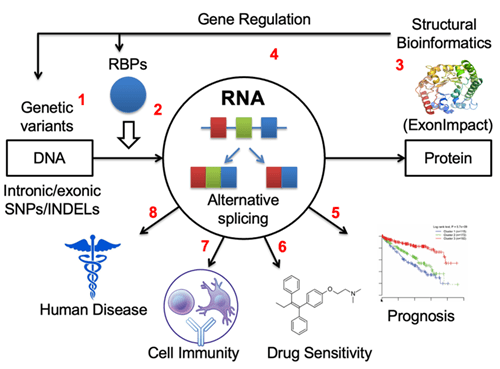 Gene Regulation
4
Structural
Bioinformatics
3
(ExonImpact)
RBPs
1
2
Genetic
variants
DNA
Intronic/exonic
SNPs/INDELs
RNA
Alternative
splicing
Protein
8
7
6
5
Human Disease
Cell Immunity
Drug Sensitivity
Prognosis
O
N